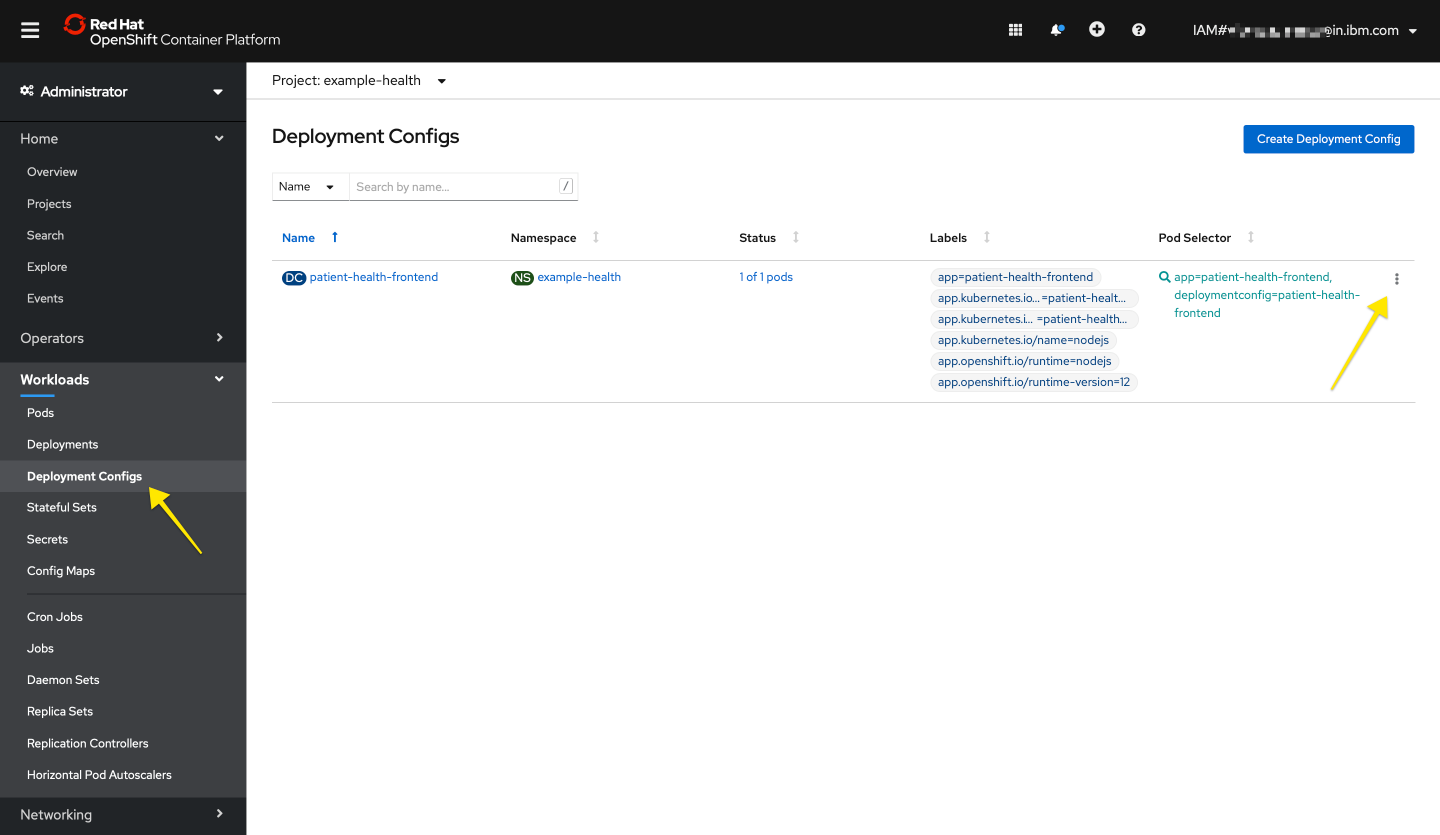 Red Hat
OpenShift Container Platform
@in.ibm.com
Administrator
Project: example-health
Home
Overview
Projects
Search
Explore
Events
Operators
Workloads
Pods
Deployments
Deployment Configs
Stateful Sets
Secrets
Config Maps
Cron Jobs
Jobs
Daemon Sets
Replica Sets
Replication Controllers
Horizontal Pod Autoscalers
Networking
Deployment Configs
Create Deployment Config
Name
Search by name...
/
Name
Namespace
Status
Labels
Pod Selector
DC patient-health-frontend
NS example-health
1 of 1 pods
app=patient-health-frontend
app.kubernetes.io... =patient-healt...
app.kubernetes.i... =patient-health...
app.kubernetes.io/name=nodejs
app.openshift.io/runtime=nodejs
app.openshift.io/runtime-version=12
app=patient-health-frontend,
deploymentconfig=patient-health-
frontend